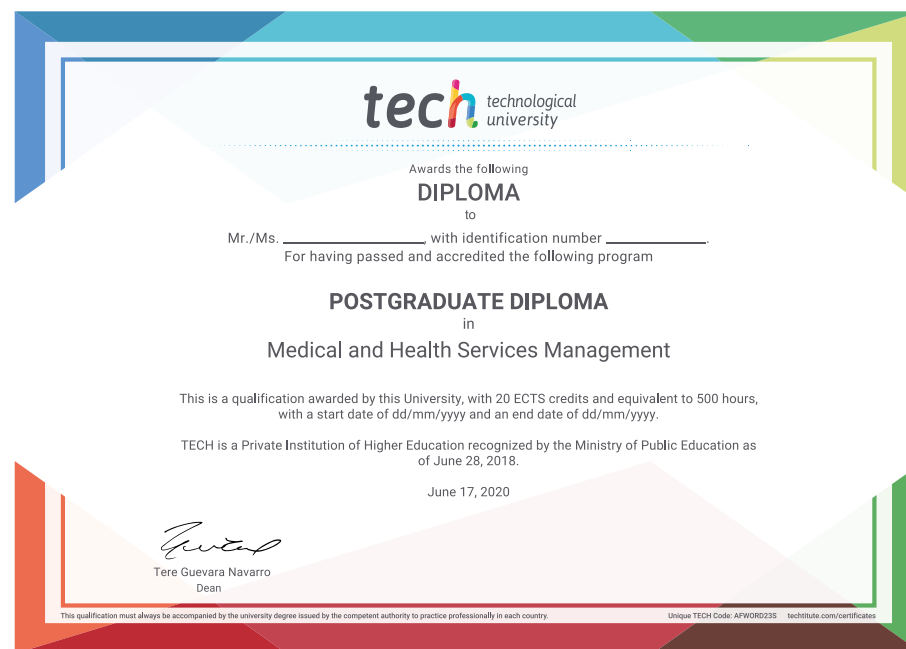 tech technological
university
Awards the following
DIPLOMA
to
Mr./Ms. ____________________, with identification number ______________.
For having passed and accredited the following program
POSTGRADUATE DIPLOMA
in
Medical and Health Services Management
This is a qualification awarded by this University, with 20 ECTS credits and equivalent to 500 hours,
with a start date of dd/mm/yyyy and an end date of dd/mm/yyyy.
TECH is a Private Institution of Higher Education recognized by the Ministry of Public Education as
of June 28, 2018.
June 17, 2020
Tere Guevara Navarro
Dean
This qualification must always be accompanied by the university degree issued by the competent authority to practice professionally in each country. Unique TECH Code: AFWORD23S techtitute.com/certificates